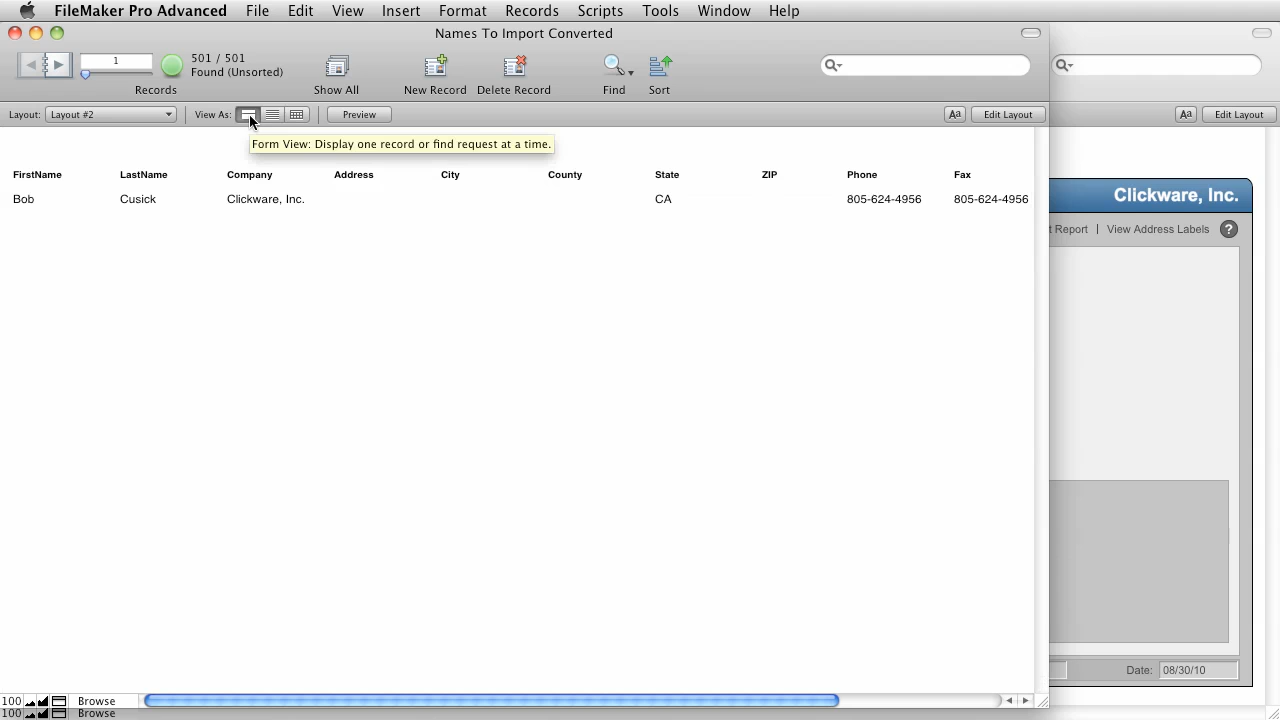 FileMaker Pro Advanced File Edit View Insert Format Records Scripts Tools Window Help
Names To Import Converted
1
501 / 501
Found (Unsorted)
Records
Show All
New Record
Delete Record
Find
Sort
Layout: Layout #2
View As:
Preview
Aa
Edit Layout
Aa
Edit Layout
Form View: Display one record or find request at a time.
FirstName LastName Company Address City County State ZIP Phone Fax
Bob Cusick Clickware, Inc. CA 805-624-4956 805-624-4956
Clickware, Inc.
t Report | View Address Labels ?
Date: 08/30/10
100 Browse
100 Browse